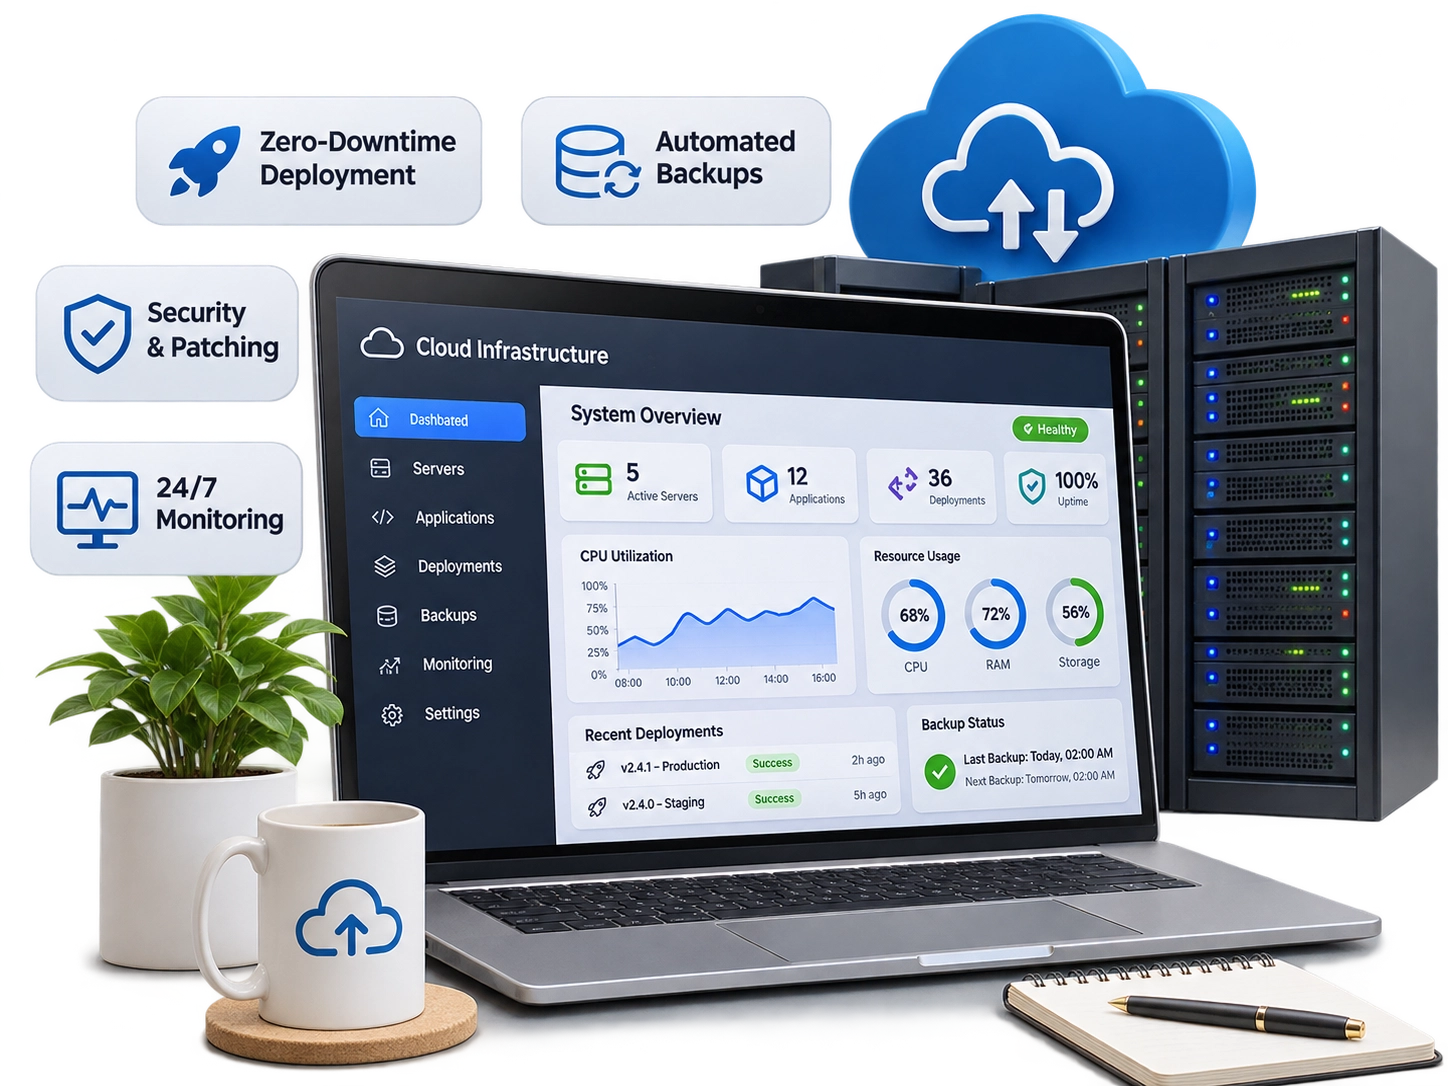 Zero-Downtime
Deployment
Automated
Backups
Security
& Patching
24/7
Monitoring
Cloud Infrastructure
Dashbated
Servers
Applications
Deployments
Backups
Monitoring
Settings
System Overview
Healthy
5
Active Servers
12
Applications
36
Deployments
100%
Uptime
CPU Utilization
100%
75%
50%
25%
0%
08:00 10:00 12:00 14:00 16:00
Resource Usage
68% 72% 56%
CPU RAM Storage
Recent Deployments
v2.4.1 – Production Success 2h ago
v2.4.0 – Staging Success 5h ago
Backup Status
Last Backup: Today, 02:00 AM
Next Backup: Tomorrow, 02:00 AM